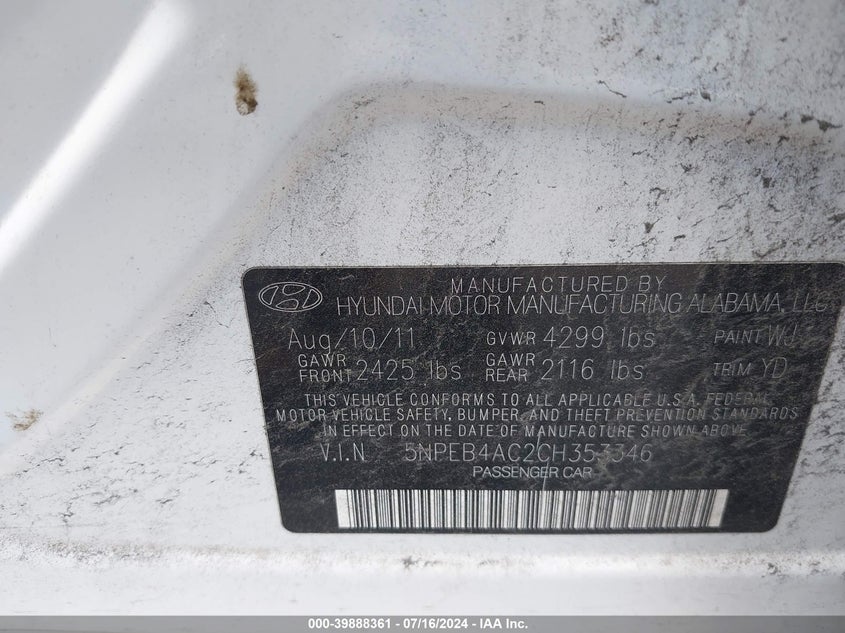 MANUFACTURED BY
HYUNDAI MOTOR MANUFACTURING ALABAMA, LLC
Aug/10/11 GVWR 4299 lbs PAINT WJ
GAWR FRONT 2425 lbs GAWR REAR 2116 lbs TRIM YD
THIS VEHICLE CONFORMS TO ALL APPLICABLE U.S.A. FEDERAL
MOTOR VEHICLE SAFETY, BUMPER, AND THEFT PREVENTION STANDARDS
IN EFFECT ON THE DATE OF MANUFACTURE SHOWN ABOVE.
V.I.N
PASSENGER CAR
000-39888361 - 07/16/2024 - IAA Inc.